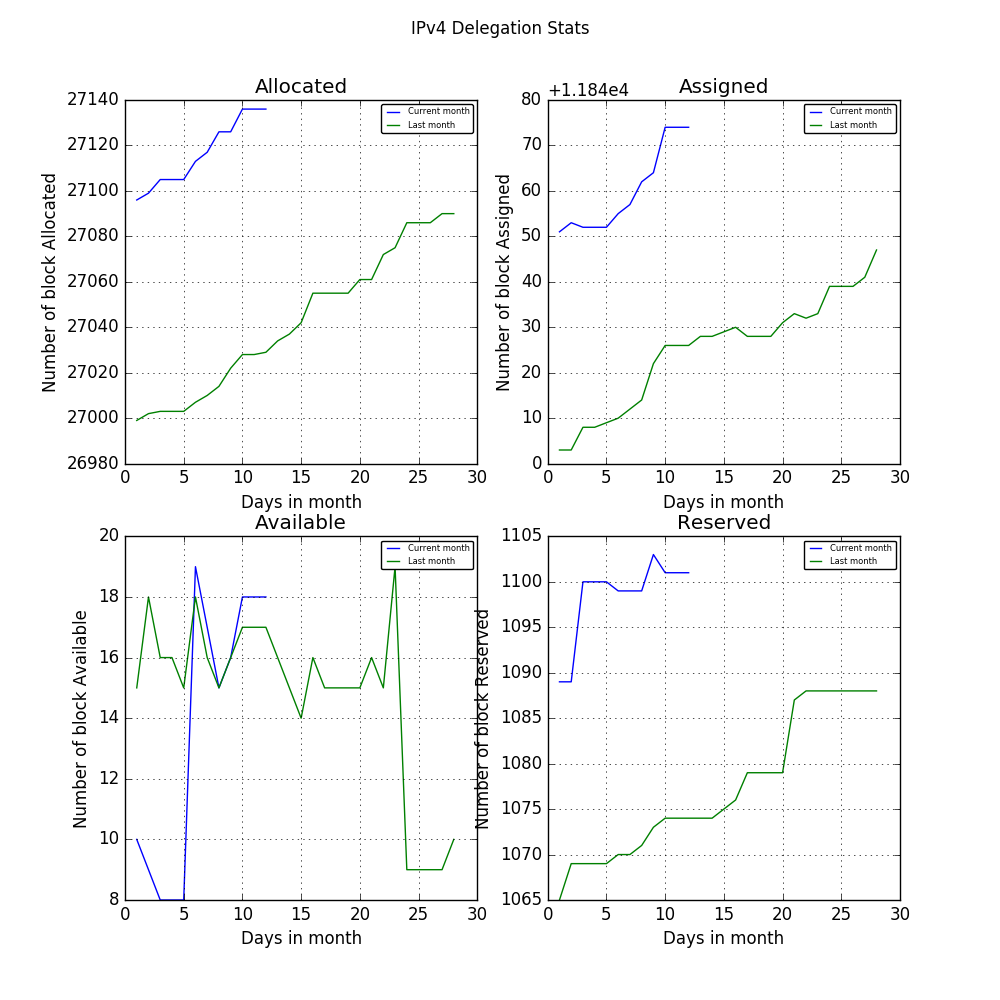 IPv4 Delegation Stats
Allocated
Number of block Allocated
27140
27120
27100
27080
27060
27040
27020
27000
26980
Current month
Last month
0 5 10 15 20 25 30
Days in month
Assigned
+1.184e4
Number of block Assigned
80
70
60
50
40
30
20
10
0
Current month
Last month
0 5 10 15 20 25 30
Days in month
Available
Number of block Available
20
18
16
14
12
10
8
Current month
Last month
0 5 10 15 20 25 30
Days in month
Reserved
Number of block Reserved
1105
1100
1095
1090
1085
1080
1075
1070
1065
Current month
Last month
0 5 10 15 20 25 30
Days in month